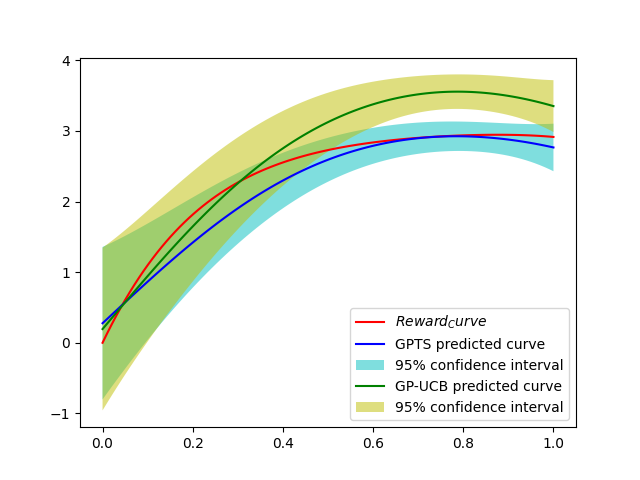 4
3
2
1
0
−1
0.0 0.2 0.4 0.6 0.8 1.0
Reward_Curve
GPTS predicted curve
95% confidence interval
GP-UCB predicted curve
95% confidence interval